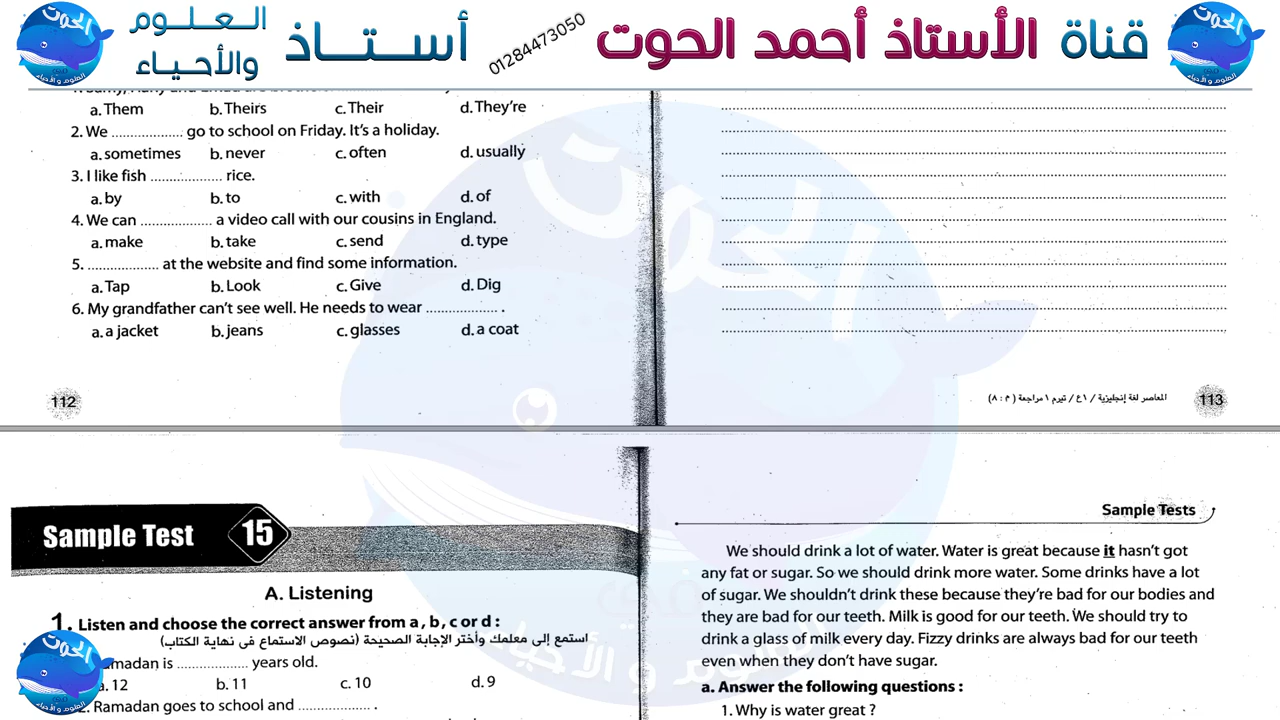 قناة الأستاذ أحمد الحوت
01284473050
أستاذ
العلوم
والأحياء
الحوت
a. Them b. Theirs c. Their d. They're
2. We .................. go to school on Friday. It's a holiday.
a. sometimes b. never c. often d. usually
3. I like fish .................. rice.
a. by b. to c. with d. of
4. We can .................. a video call with our cousins in England.
a. make b. take c. send d. type
5. .................. at the website and find some information.
a. Tap b. Look c. Give d. Dig
6. My grandfather can't see well. He needs to wear .................. .
a. a jacket b. jeans c. glasses d. a coat
112
المعاصر لغة إنجليزية / ١ع / تيرم ١ مراجعة (م : ٨)
113
Sample Test 15
A. Listening
1. Listen and choose the correct answer from a, b, c or d :
استمع إلى معلمك وأختر الإجابة الصحيحة (نصوص الاستماع فى نهاية الكتاب)
amadan is .................. years old.
a. 12 b. 11 c. 10 d. 9
2. Ramadan goes to school and .................. .
Sample Tests
We should drink a lot of water. Water is great because it hasn't got
any fat or sugar. So we should drink more water. Some drinks have a lot
of sugar. We shouldn't drink these because they're bad for our bodies and
they are bad for our teeth. Milk is good for our teeth. We should try to
drink a glass of milk every day. Fizzy drinks are always bad for our teeth
even when they don't have sugar.
a. Answer the following questions :
1. Why is water great ?